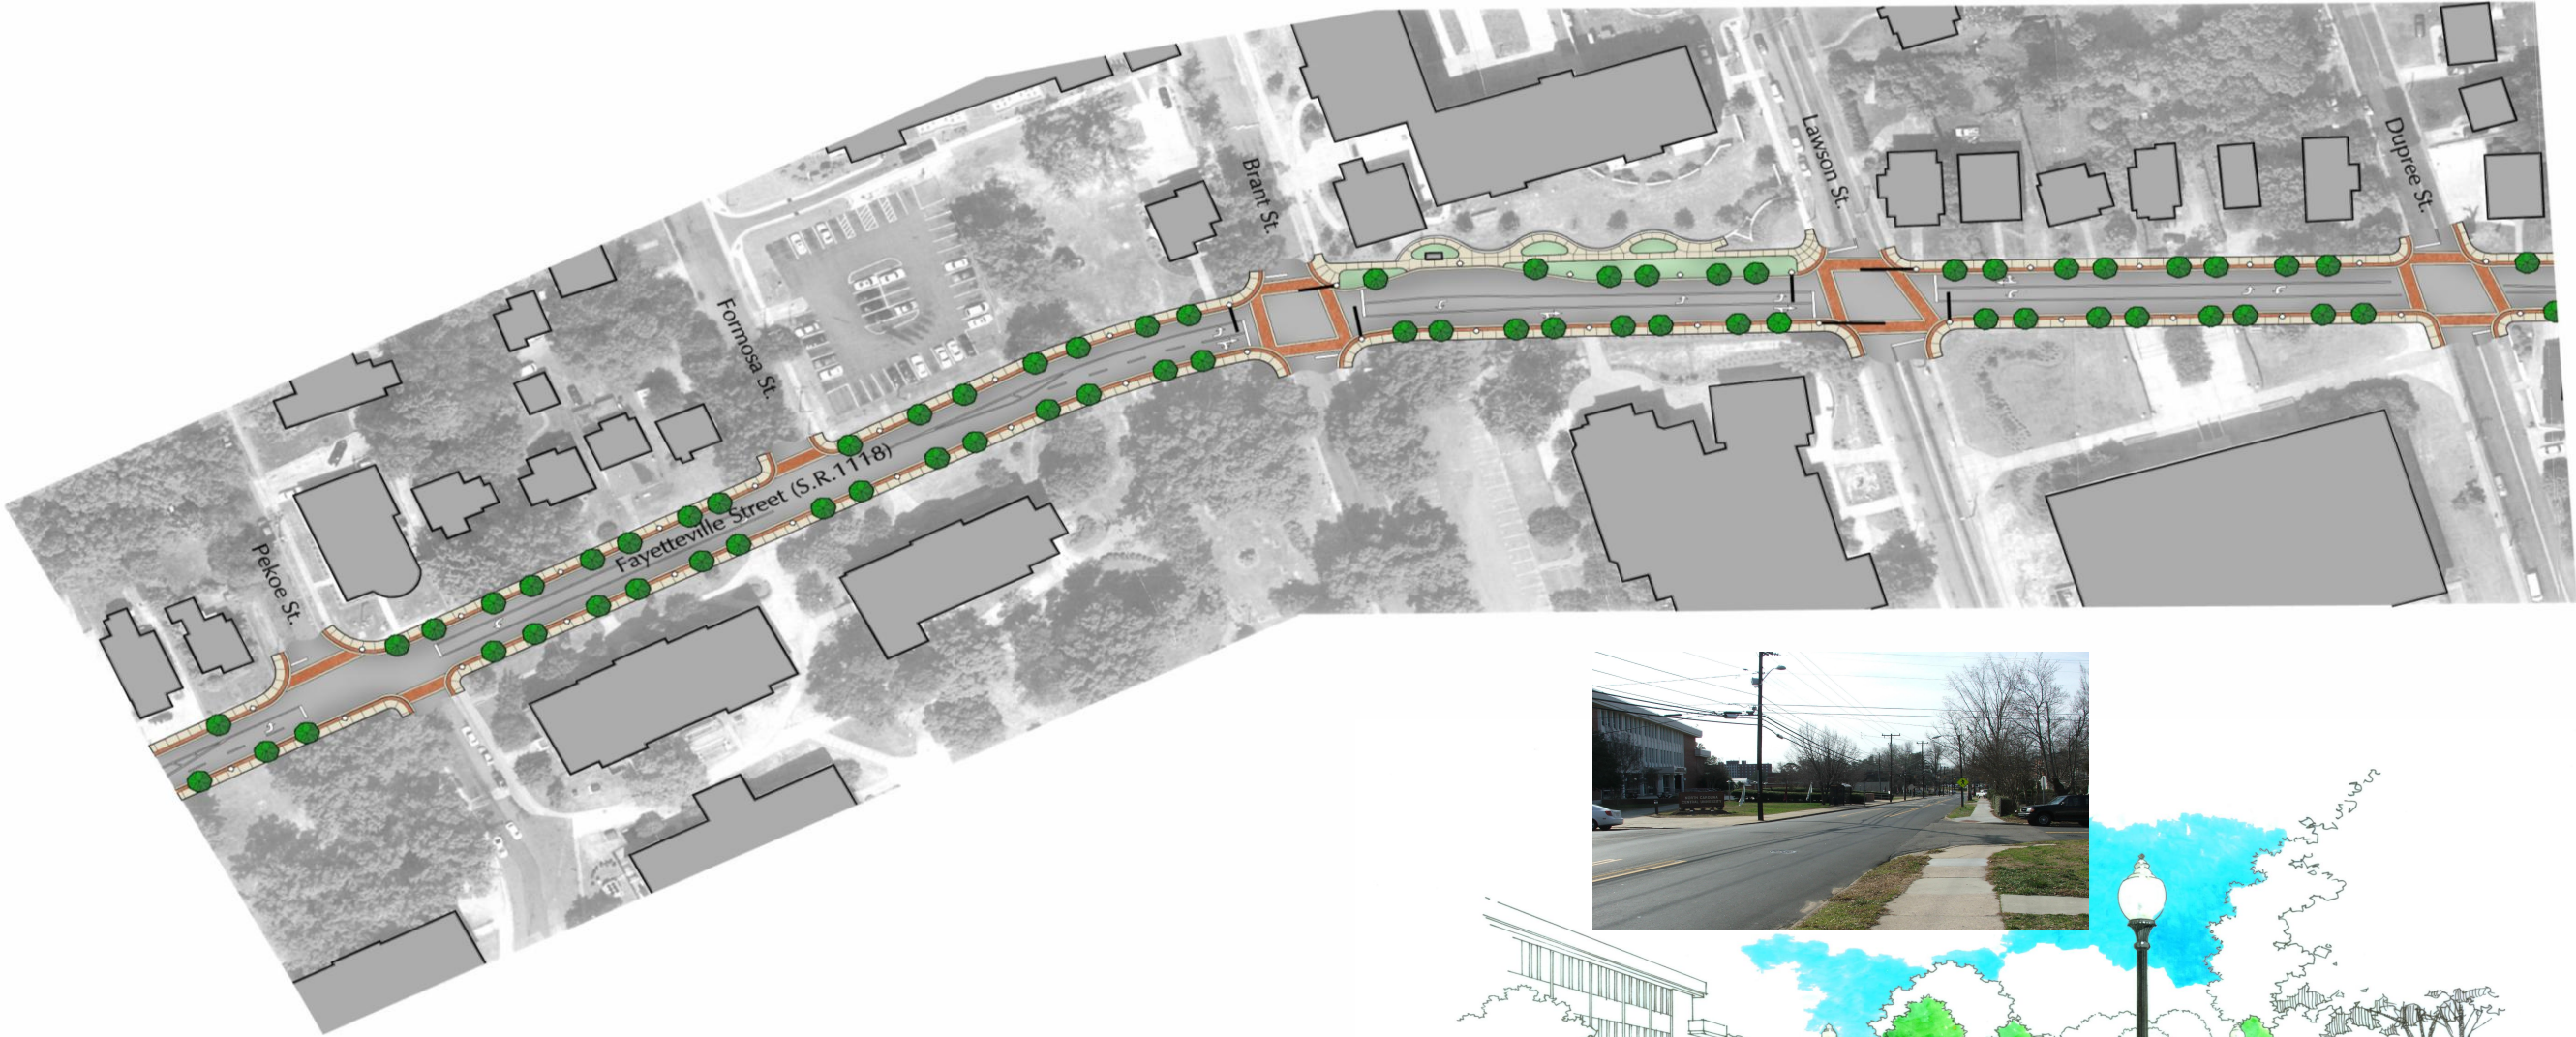 Pekoe St.
Formosa St.
Fayetteville Street (S.R.1118)
Brant St.
Lawson St.
Dupree St.